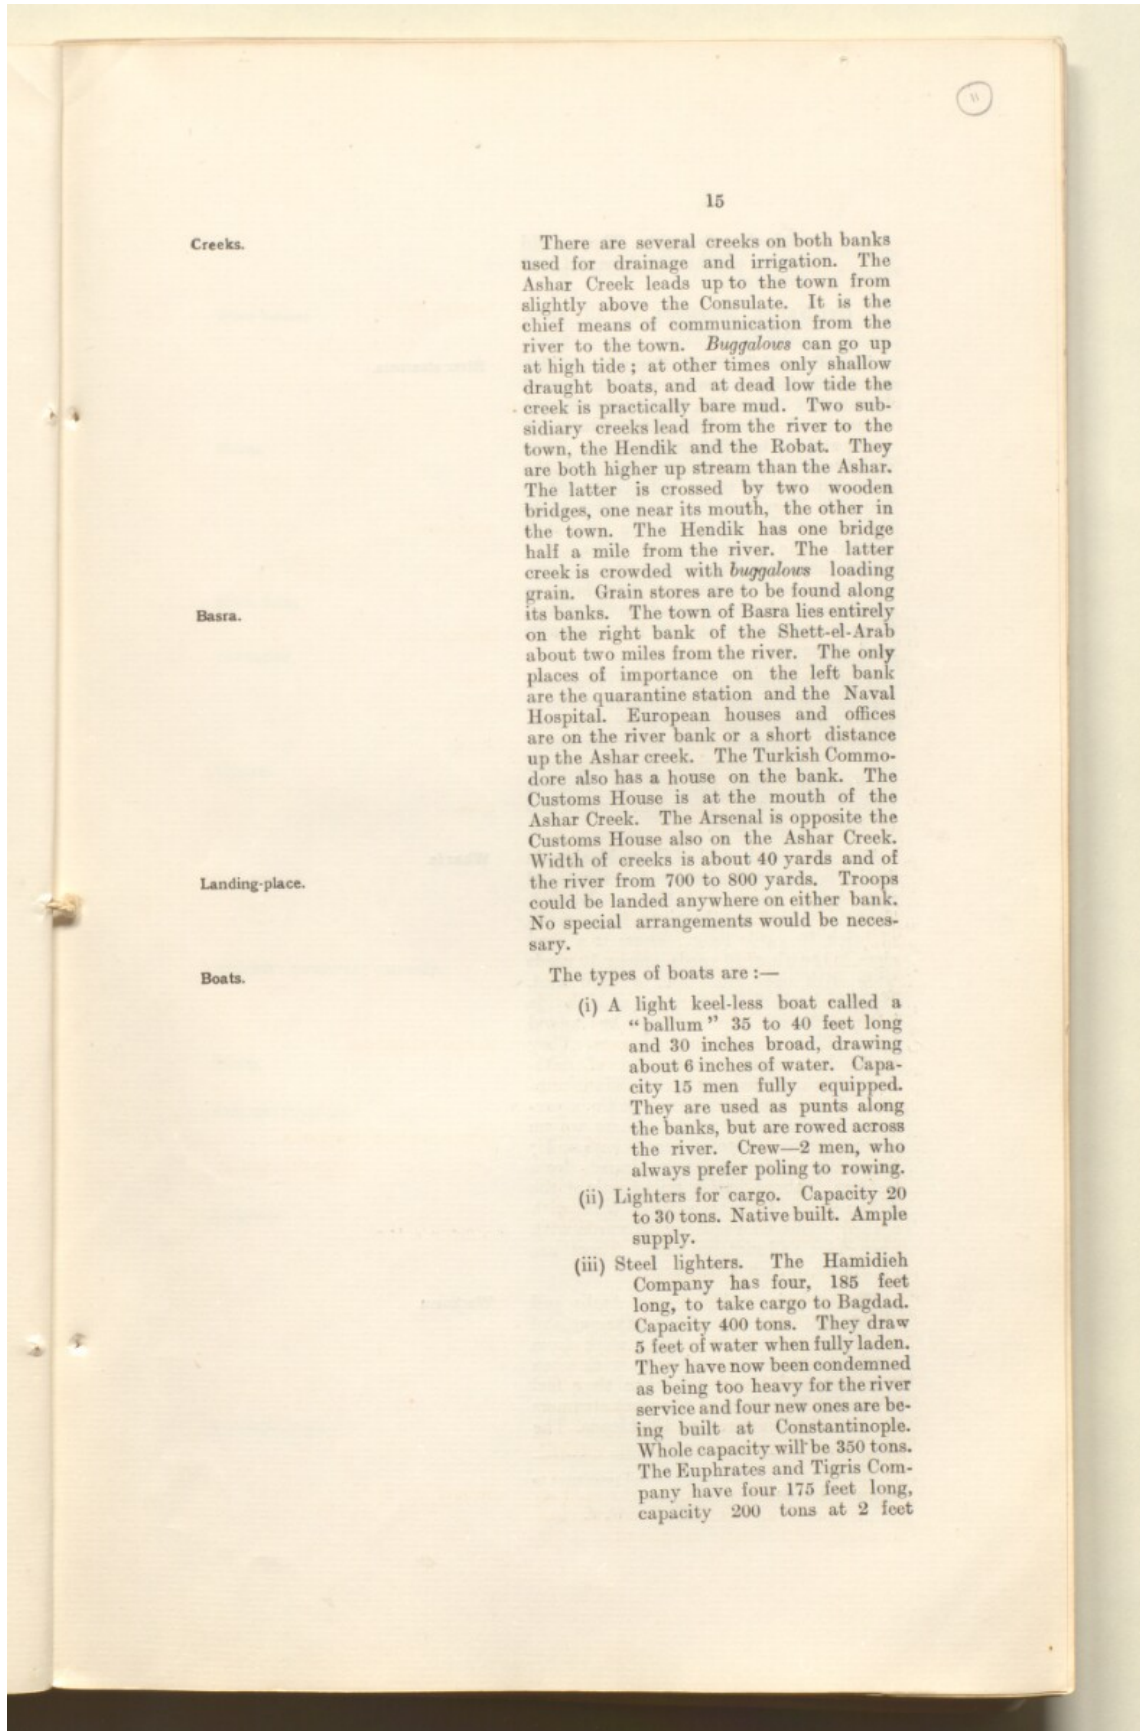 11
15
Creeks.
There are several creeks on both banks
used for drainage and irrigation. The
Ashar Creek leads up to the town from
slightly above the Consulate. It is the
chief means of communication from the
river to the town. Buggalows can go up
at high tide ; at other times only shallow
draught boats, and at dead low tide the
creek is practically bare mud. Two sub-
sidiary creeks lead from the river to the
town, the Hendik and the Robat. They
are both higher up stream than the Ashar.
The latter is crossed by two wooden
bridges, one near its mouth, the other in
the town. The Hendik has one bridge
half a mile from the river. The latter
creek is crowded with buggalows loading
grain. Grain stores are to be found along
Basra.
its banks. The town of Basra lies entirely
on the right bank of the Shett-el-Arab
about two miles from the river. The only
places of importance on the left bank
are the quarantine station and the Naval
Hospital. European houses and offices
are on the river bank or a short distance
up the Ashar creek. The Turkish Commo-
dore also has a house on the bank. The
Customs House is at the mouth of the
Ashar Creek. The Arsenal is opposite the
Customs House also on the Ashar Creek.
Width of creeks is about 40 yards and of
Landing-place.
the river from 700 to 800 yards. Troops
could be landed anywhere on either bank.
No special arrangements would be neces-
sary.
Boats.
The types of boats are :—
(i) A light keel-less boat called a
"ballum" 35 to 40 feet long
and 30 inches broad, drawing
about 6 inches of water. Capa-
city 15 men fully equipped.
They are used as punts along
the banks, but are rowed across
the river. Crew—2 men, who
always prefer poling to rowing.
(ii) Lighters for cargo. Capacity 20
to 30 tons. Native built. Ample
supply.
(iii) Steel lighters. The Hamidieh
Company has four, 185 feet
long, to take cargo to Bagdad.
Capacity 400 tons. They draw
5 feet of water when fully laden.
They have now been condemned
as being too heavy for the river
service and four new ones are be-
ing built at Constantinople.
Whole capacity will be 350 tons.
The Euphrates and Tigris Com-
pany have four 175 feet long,
capacity 200 tons at 2 feet